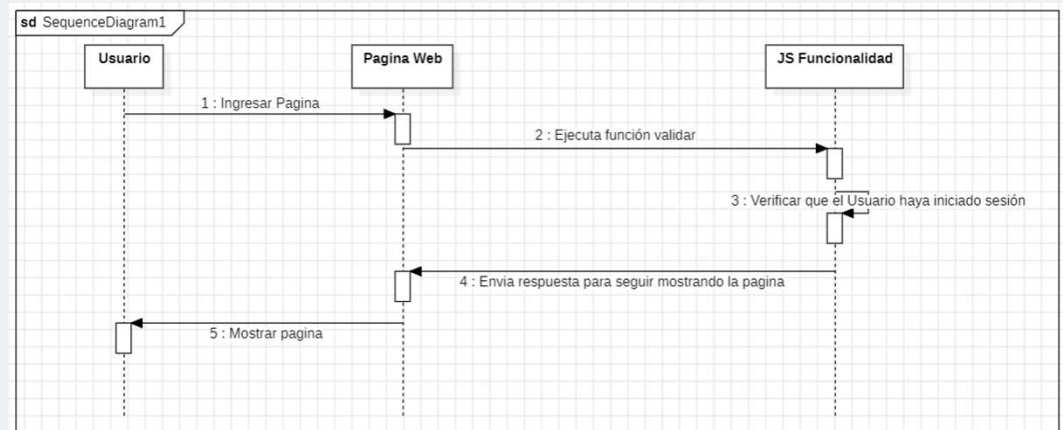 sd SequenceDiagram1
Usuario
Pagina Web
JS Funcionalidad
1 : Ingresar Pagina
2 : Ejecuta función validar
3 : Verificar que el Usuario haya iniciado sesión
4 : Envia respuesta para seguir mostrando la pagina
5 : Mostrar pagina